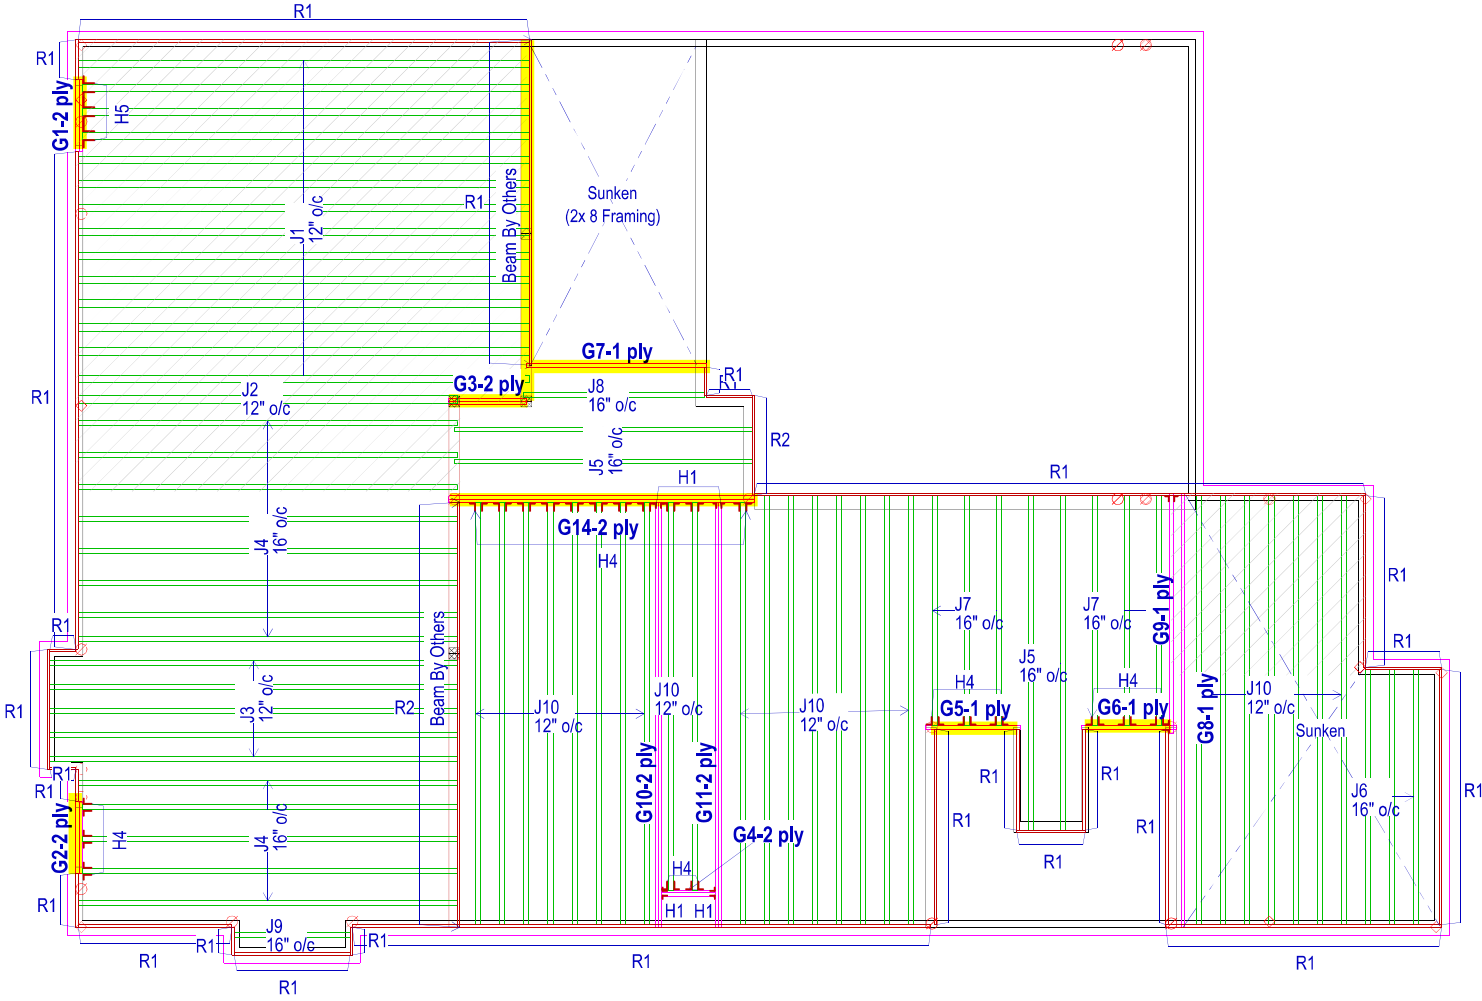 R1
R1
G1-2 ply
H5
R1
Beam By Others
Sunken
(2x 8 Framing)
J1
12" o/c
G7-1 ply
R1
G3-2 ply
J8
16" o/c
J2
12" o/c
R1
R2
J5
16" o/c
H1
R1
G14-2 ply
H4
J4
16" o/c
R1
J7
16" o/c
J7
16" o/c
G9-1 ply
R1
R1
Beam By Others
J5
16" o/c
R1
J3
12" o/c
R2
J10
12" o/c
J10
12" o/c
J10
12" o/c
H4
G5-1 ply
H4
G6-1 ply
G8-1 ply
J10
12" o/c
Sunken
R1
R1
R1
G10-2 ply
G11-2 ply
R1
R1
J6
16" o/c
R1
G2-2 ply
H4
J4
16" o/c
G4-2 ply
R1
R1
R1
H4
H1
H1
R1
J9
16" o/c
R1
R1
R1
R1
R1
R1